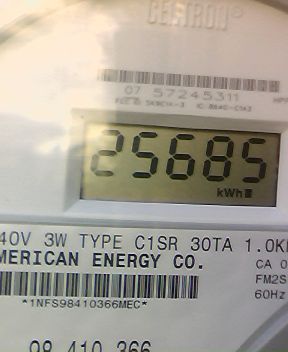 CELLTRON®
07 57245311
25685
kWh
40V 3W TYPE C1SR 30TA 1.0K
MERICAN ENERGY CO.
CA 0
FM2S
60Hz
*1NFS98410366MEC*
98 410 366